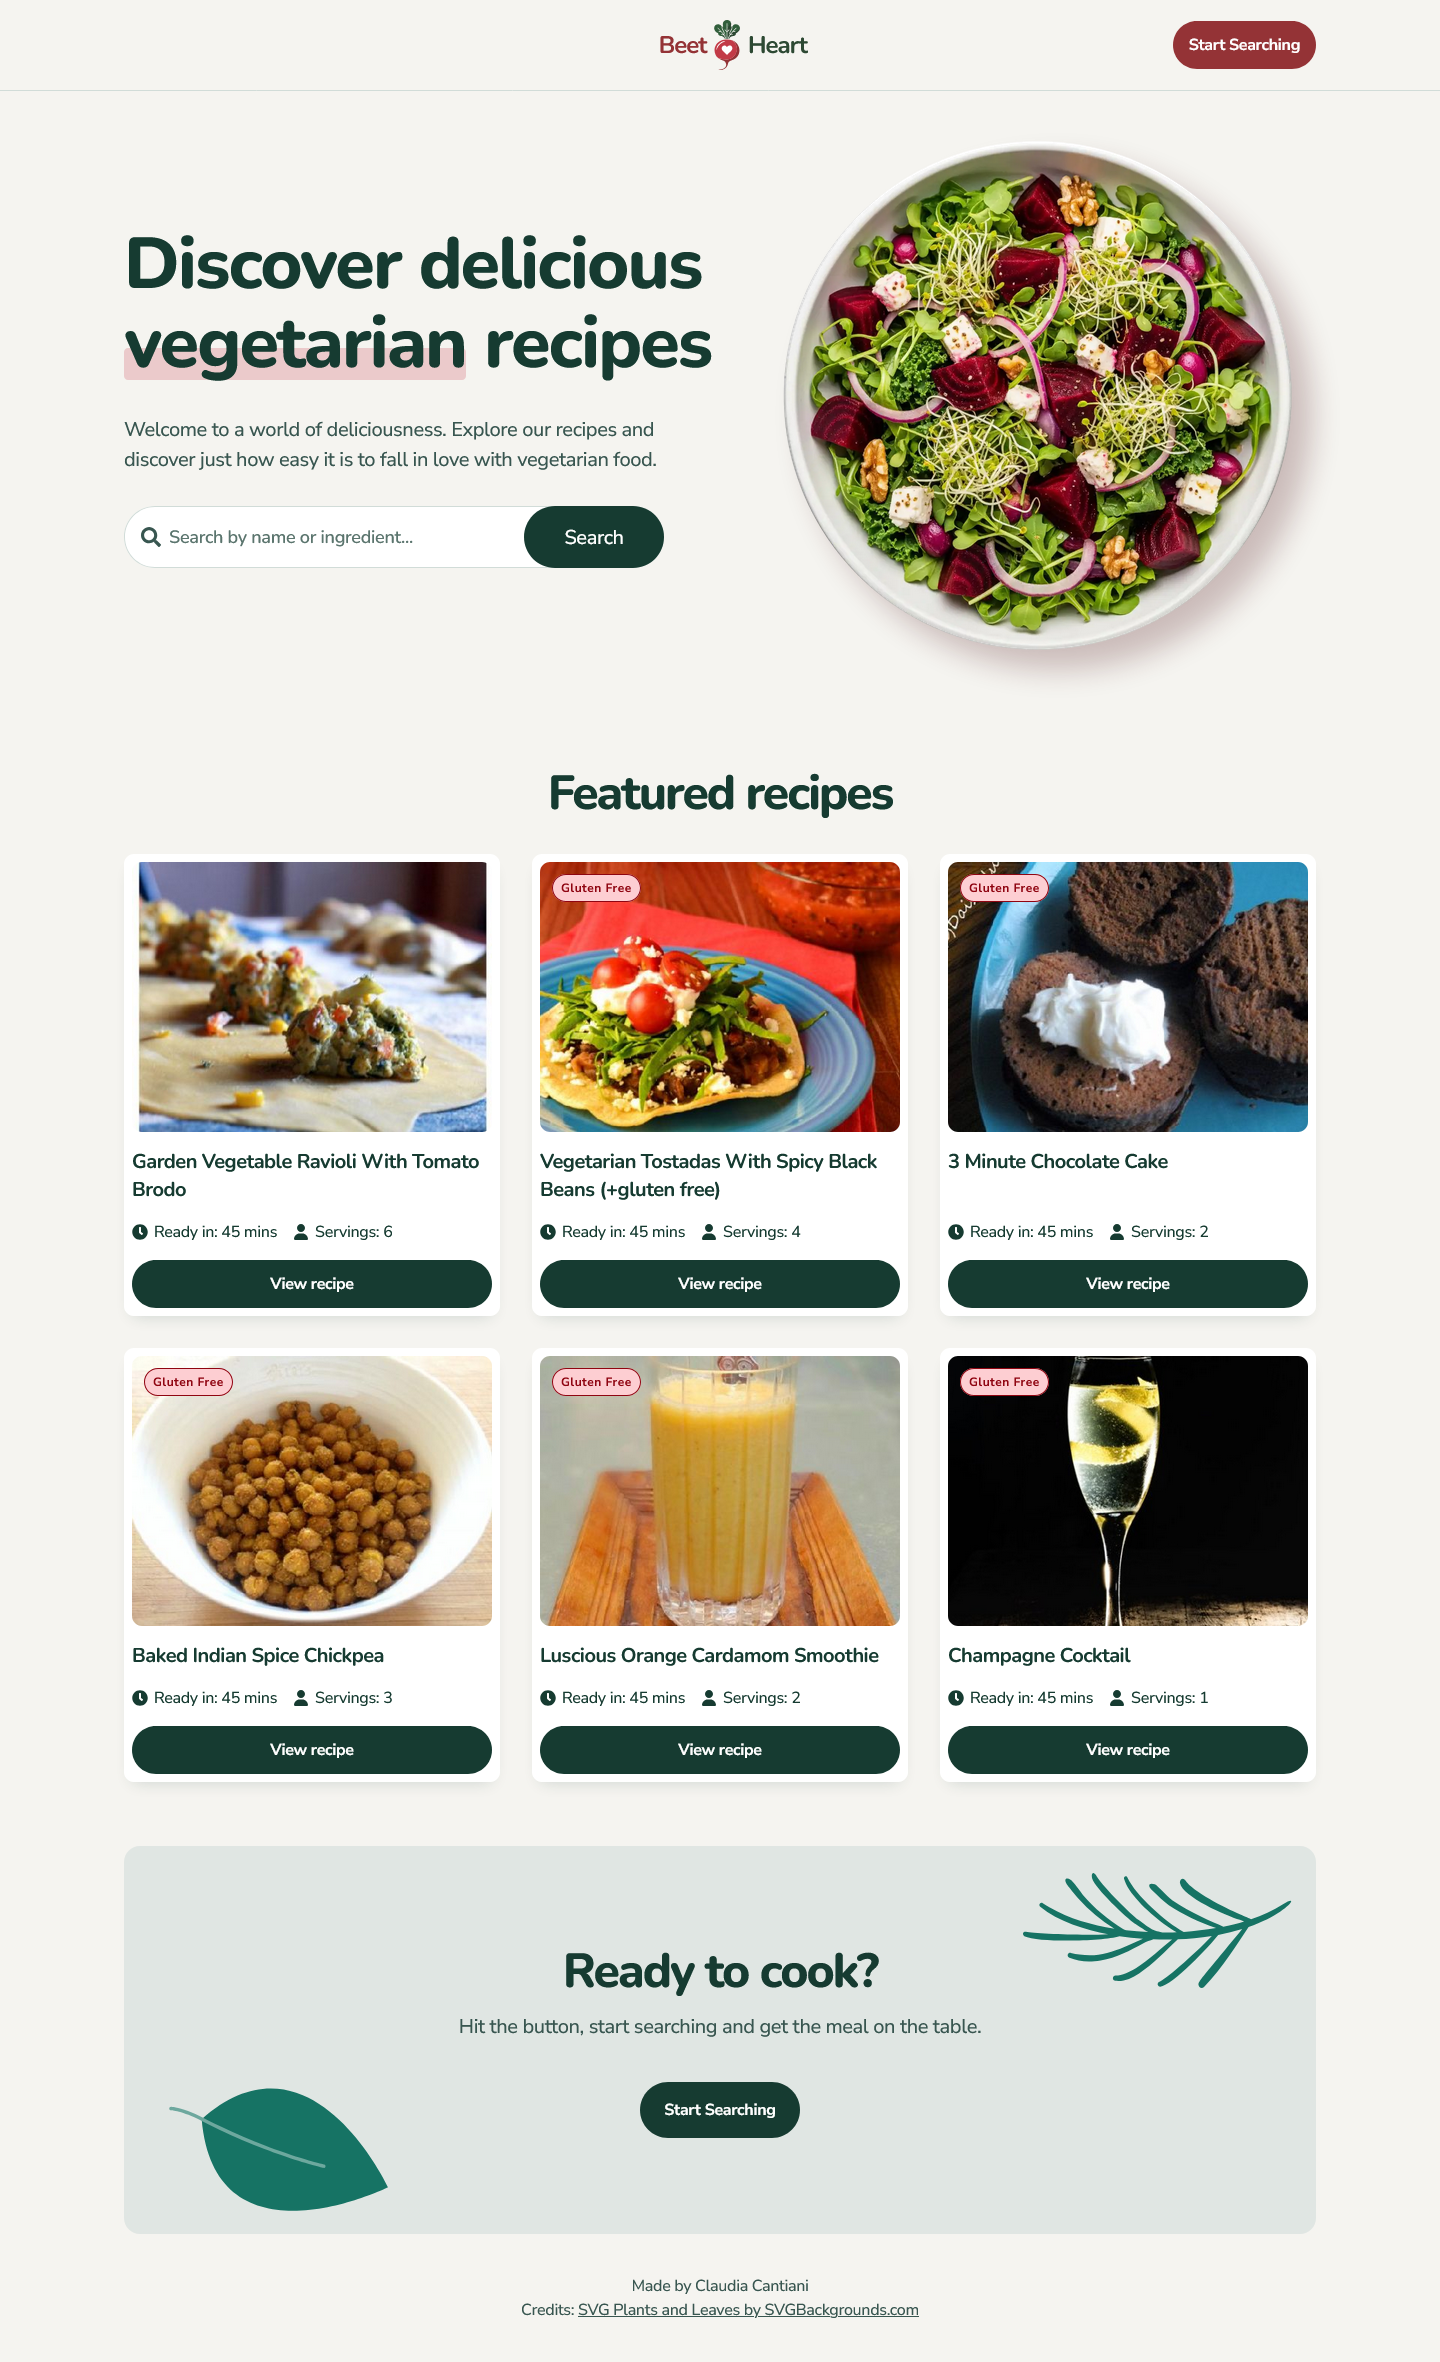 Beet Heart
Start Searching
Discover delicious
vegetarian recipes
Welcome to a world of deliciousness. Explore our recipes and
discover just how easy it is to fall in love with vegetarian food.
Search by name or ingredient...
Search
Featured recipes
Garden Vegetable Ravioli With Tomato
Brodo
Ready in: 45 mins Servings: 6
View recipe
Gluten Free
Vegetarian Tostadas With Spicy Black
Beans (+gluten free)
Ready in: 45 mins Servings: 4
View recipe
Gluten Free
3 Minute Chocolate Cake
Ready in: 45 mins Servings: 2
View recipe
Gluten Free
Baked Indian Spice Chickpea
Ready in: 45 mins Servings: 3
View recipe
Gluten Free
Luscious Orange Cardamom Smoothie
Ready in: 45 mins Servings: 2
View recipe
Gluten Free
Champagne Cocktail
Ready in: 45 mins Servings: 1
View recipe
Ready to cook?
Hit the button, start searching and get the meal on the table.
Start Searching
Made by Claudia Cantiani
Credits: SVG Plants and Leaves by SVGBackgrounds.com